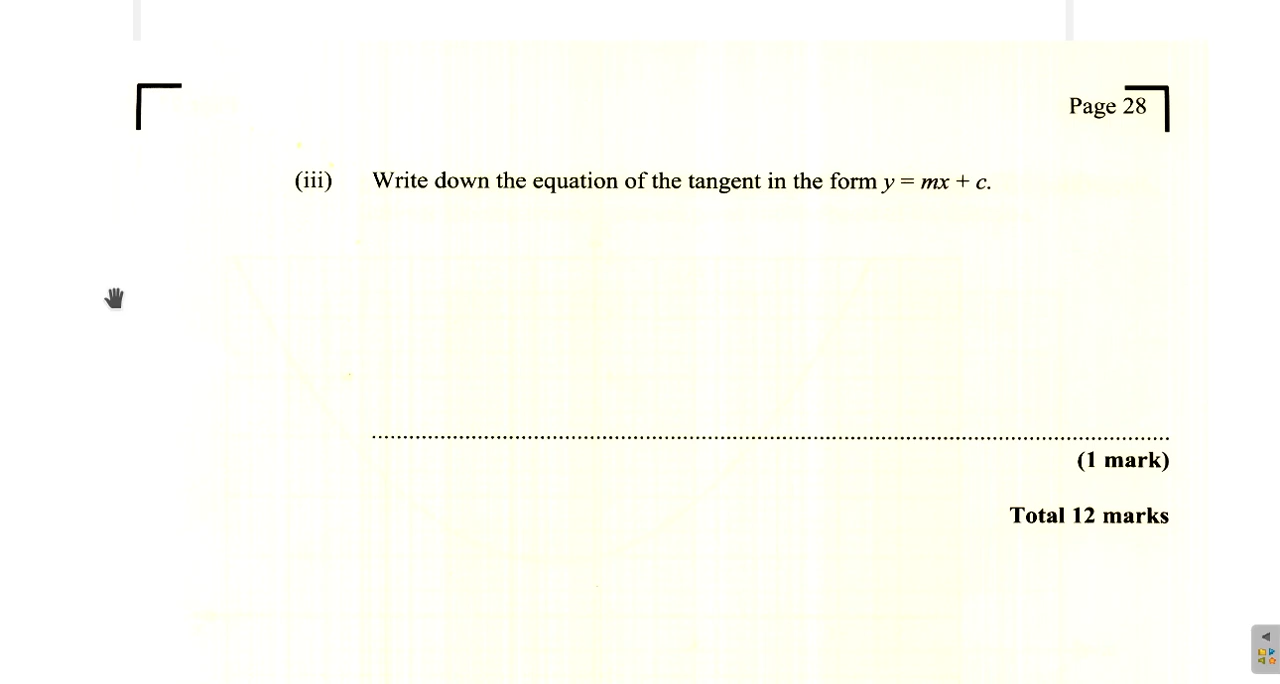 Page 28
(iii) Write down the equation of the tangent in the form y = mx + c.
(1 mark)
Total 12 marks